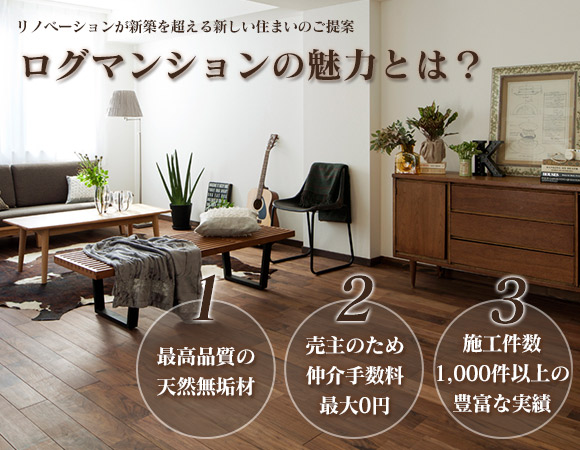 リノベーションが新築を超える新しい住まいのご提案
ログマンションの魅力とは？
1
最高品質の
天然無垢材
2
売主のため
仲介手数料
最大0円
3
施工件数
1,000件以上の
豊富な実績
K